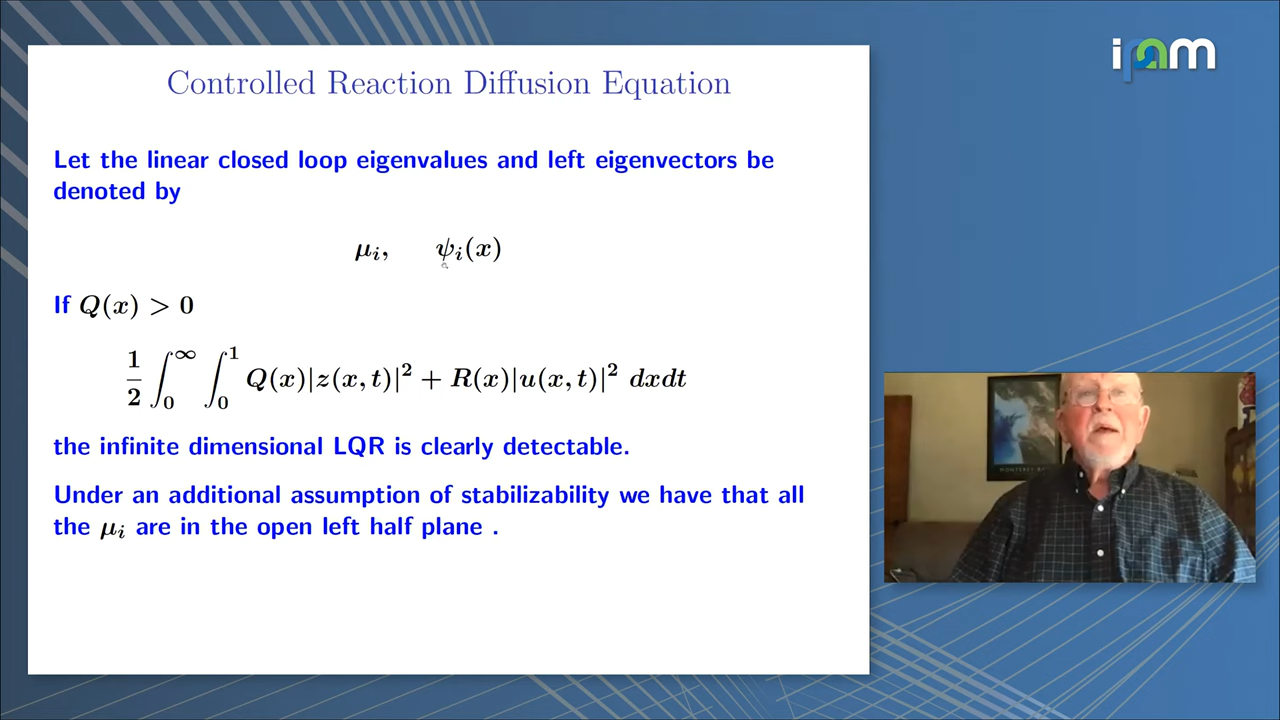 ipam
Controlled Reaction Diffusion Equation
Let the linear closed loop eigenvalues and left eigenvectors be
denoted by
μᵢ, ψᵢ(x)
If Q(x) > 0
1/2 ∫₀^∞ ∫₀¹ Q(x)|z(x, t)|² + R(x)|u(x, t)|² dxdt
the infinite dimensional LQR is clearly detectable.
Under an additional assumption of stabilizability we have that all
the μᵢ are in the open left half plane .
MONTEREY